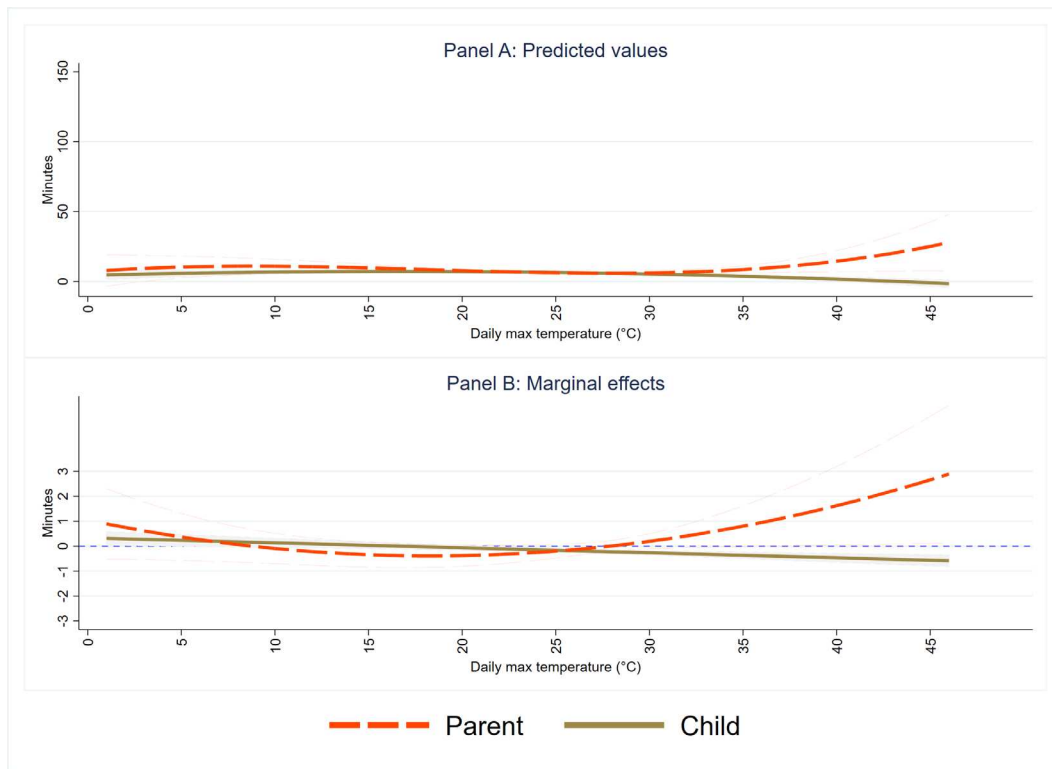 Panel A: Predicted values
Minutes
150
100
50
0
0 5 10 15 20 25 30 35 40 45
Daily max temperature (°C)
Panel B: Marginal effects
Minutes
3
2
1
0
-1
-2
-3
0 5 10 15 20 25 30 35 40 45
Daily max temperature (°C)
Parent Child